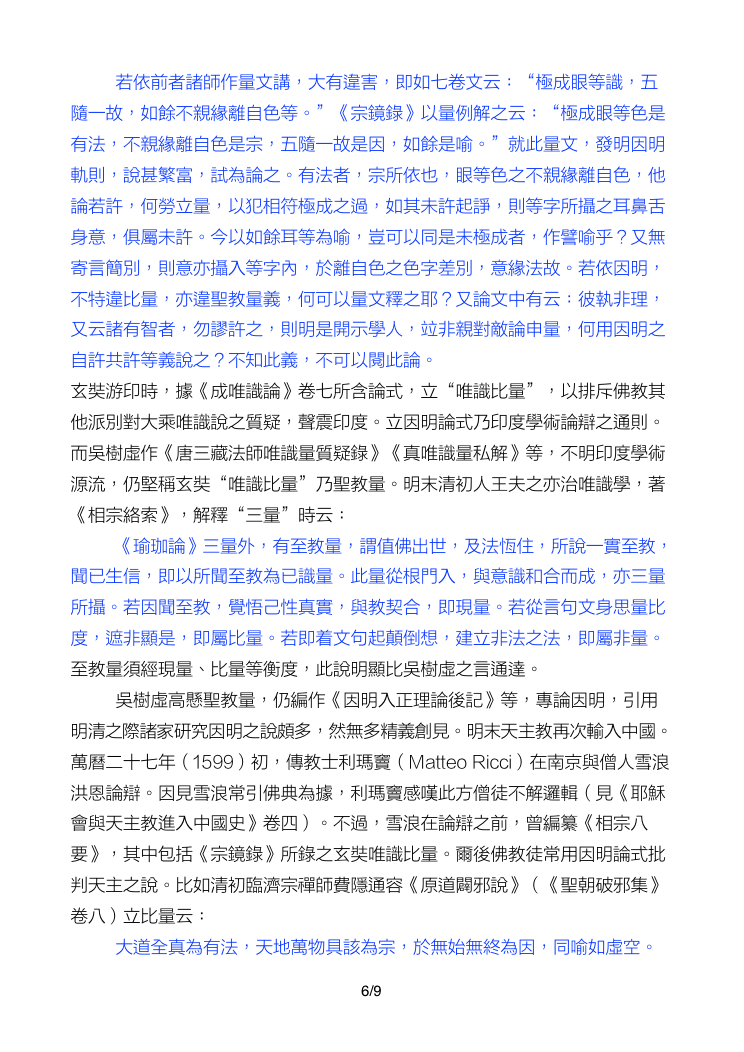 若依前者諸師作量文講，大有違害，即如七卷文云：“極成眼等識，五
隨一故，如餘不親緣離自色等。”《宗鏡錄》以量例解之云：“極成眼等色是
有法，不親緣離自色是宗，五隨一故是因，如餘是喻。”就此量文，發明因明
軌則，說甚繁富，試為論之。有法者，宗所依也，眼等色之不親緣離自色，他
論若許，何勞立量，以犯相符極成之過，如其未許起諍，則等字所攝之耳鼻舌
身意，俱屬未許。今以如餘耳等為喻，豈可以同是未極成者，作譬喻乎？又無
寄言簡別，則意亦攝入等字內，於離自色之色字差別，意緣法故。若依因明，
不特違比量，亦違聖教量義，何可以量文釋之耶？又論文中有云：彼執非理，
又云諸有智者，勿謬許之，則明是開示學人，竝非親對敵論申量，何用因明之
自許共許等義說之？不知此義，不可以閱此論。
玄奘游印時，據《成唯識論》卷七所含論式，立“唯識比量”，以排斥佛教其
他派別對大乘唯識說之質疑，聲震印度。立因明論式乃印度學術論辯之通則。
而吳樹虛作《唐三藏法師唯識量質疑錄》《真唯識量私解》等，不明印度學術
源流，仍堅稱玄奘“唯識比量”乃聖教量。明末清初人王夫之亦治唯識學，著
《相宗絡索》，解釋“三量”時云：
《瑜珈論》三量外，有至教量，謂值佛出世，及法恆住，所說一實至教，
聞已生信，即以所聞至教為已識量。此量從根門入，與意識和合而成，亦三量
所攝。若因聞至教，覺悟己性真實，與教契合，即現量。若從言句文身思量比
度，遮非顯是，即屬比量。若即着文句起顛倒想，建立非法之法，即屬非量。
至教量須經現量、比量等衡度，此說明顯比吳樹虛之言通達。
吳樹虛高懸聖教量，仍編作《因明入正理論後記》等，專論因明，引用
明清之際諸家研究因明之說頗多，然無多精義創見。明末天主教再次輸入中國。
萬曆二十七年（1599）初，傳教士利瑪竇（Matteo Ricci）在南京與僧人雪浪
洪恩論辯。因見雪浪常引佛典為據，利瑪竇感嘆此方僧徒不解邏輯（見《耶穌
會與天主教進入中國史》卷四）。不過，雪浪在論辯之前，曾編纂《相宗八
要》，其中包括《宗鏡錄》所錄之玄奘唯識比量。爾後佛教徒常用因明論式批
判天主之說。比如清初臨濟宗禪師費隱通容《原道闢邪說》（《聖朝破邪集》
卷八）立比量云：
大道全真為有法，天地萬物具該為宗，於無始無終為因，同喻如虛空。
6/9